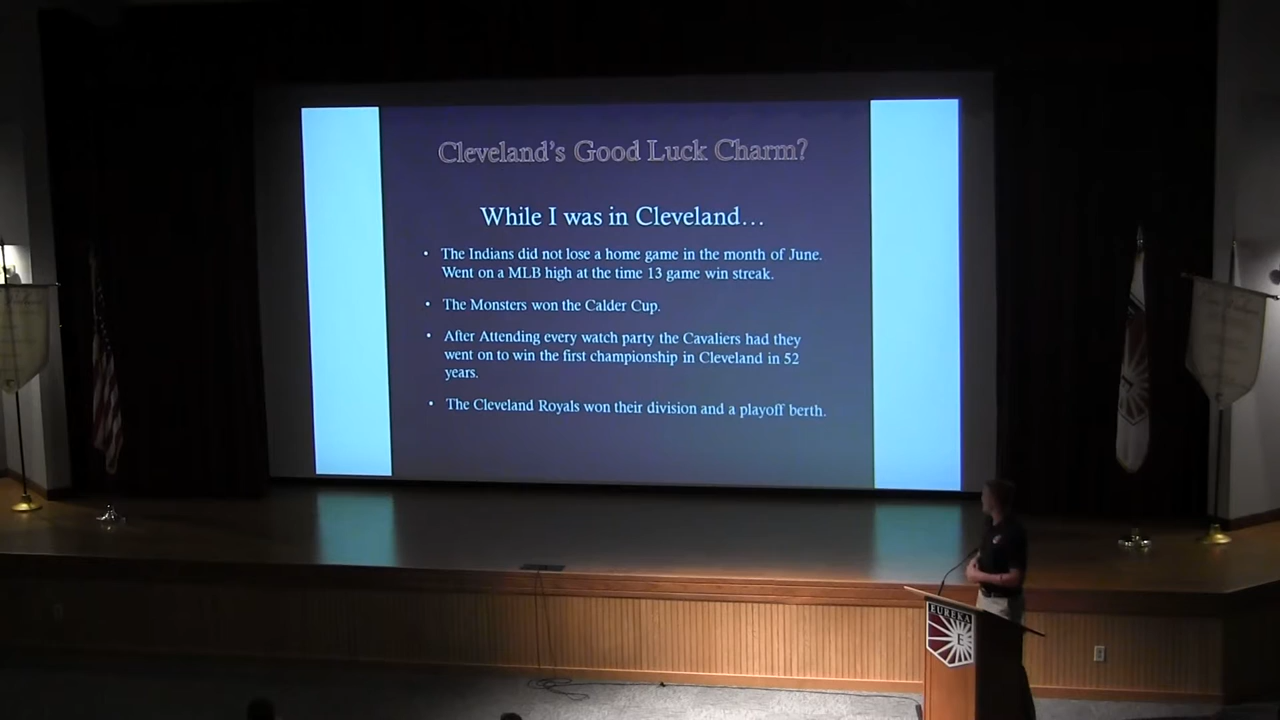 Cleveland's Good Luck Charm?
While I was in Cleveland…
• The Indians did not lose a home game in the month of June.
Went on a MLB high at the time 13 game win streak.
• The Monsters won the Calder Cup.
• After Attending every watch party the Cavaliers had they
went on to win the first championship in Cleveland in 52
years.
• The Cleveland Royals won their division and a playoff berth.
EUREKA
E